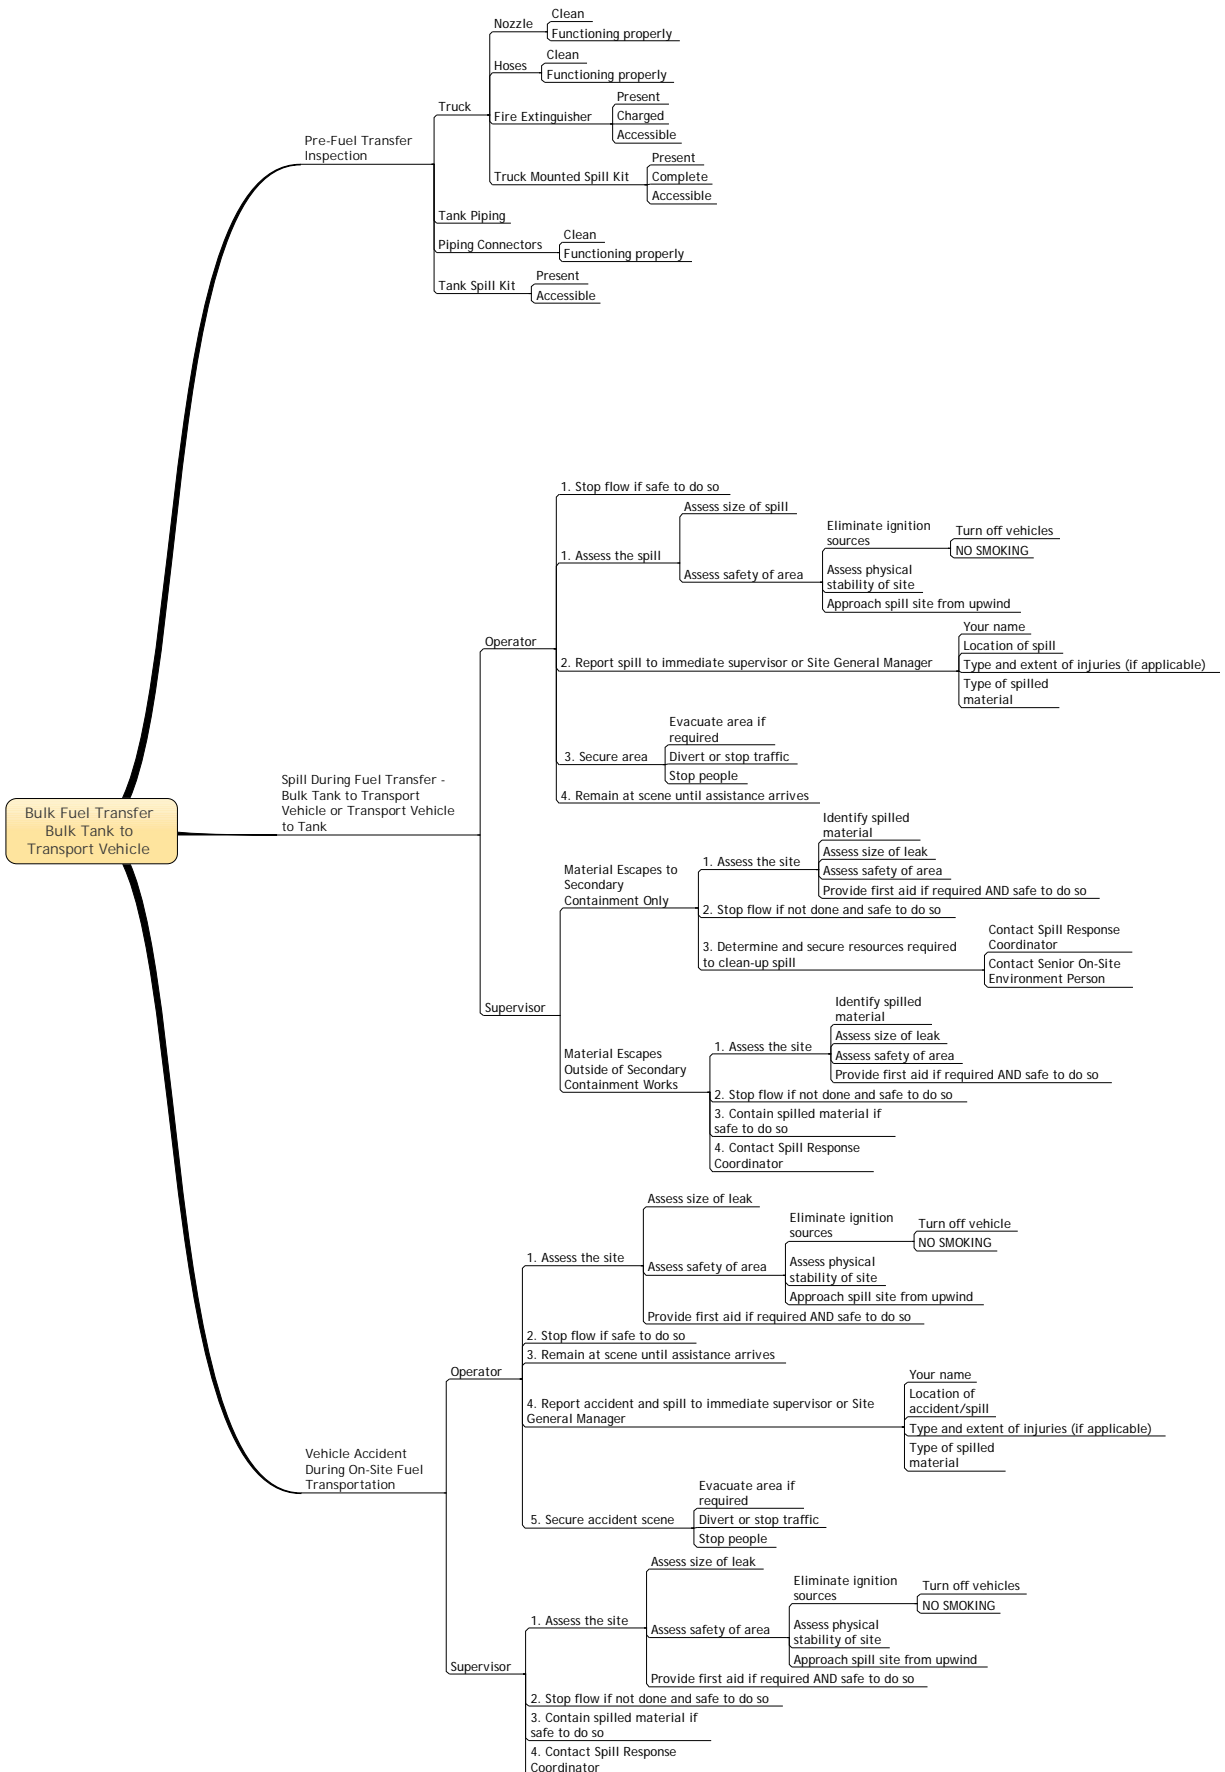 Bulk Fuel Transfer
Bulk Tank to
Transport Vehicle
Pre-Fuel Transfer
Inspection
Truck
Nozzle
Clean
Functioning properly
Hoses
Clean
Functioning properly
Fire Extinguisher
Present
Charged
Accessible
Truck Mounted Spill Kit
Present
Complete
Accessible
Tank Piping
Piping Connectors
Clean
Functioning properly
Tank Spill Kit
Present
Accessible
Spill During Fuel Transfer -
Bulk Tank to Transport
Vehicle or Transport Vehicle
to Tank
Operator
1. Stop flow if safe to do so
1. Assess the spill
Assess size of spill
Assess safety of area
Eliminate ignition
sources
Turn off vehicles
NO SMOKING
Assess physical
stability of site
Approach spill site from upwind
2. Report spill to immediate supervisor or Site General Manager
Your name
Location of spill
Type and extent of injuries (if applicable)
Type of spilled
material
3. Secure area
Evacuate area if
required
Divert or stop traffic
Stop people
4. Remain at scene until assistance arrives
Supervisor
Material Escapes to
Secondary
Containment Only
1. Assess the site
Identify spilled
material
Assess size of leak
Assess safety of area
Provide first aid if required AND safe to do so
2. Stop flow if not done and safe to do so
3. Determine and secure resources required
to clean-up spill
Contact Spill Response
Coordinator
Contact Senior On-Site
Environment Person
Material Escapes
Outside of Secondary
Containment Works
1. Assess the site
Identify spilled
material
Assess size of leak
Assess safety of area
Provide first aid if required AND safe to do so
2. Stop flow if not done and safe to do so
3. Contain spilled material if
safe to do so
4. Contact Spill Response
Coordinator
Vehicle Accident
During On-Site Fuel
Transportation
Operator
1. Assess the site
Assess size of leak
Assess safety of area
Eliminate ignition
sources
Turn off vehicle
NO SMOKING
Assess physical
stability of site
Approach spill site from upwind
Provide first aid if required AND safe to do so
2. Stop flow if safe to do so
3. Remain at scene until assistance arrives
4. Report accident and spill to immediate supervisor or Site
General Manager
Your name
Location of
accident/spill
Type and extent of injuries (if applicable)
Type of spilled
material
5. Secure accident scene
Evacuate area if
required
Divert or stop traffic
Stop people
Supervisor
1. Assess the site
Assess size of leak
Assess safety of area
Eliminate ignition
sources
Turn off vehicles
NO SMOKING
Assess physical
stability of site
Approach spill site from upwind
Provide first aid if required AND safe to do so
2. Stop flow if not done and safe to do so
3. Contain spilled material if
safe to do so
4. Contact Spill Response
Coordinator